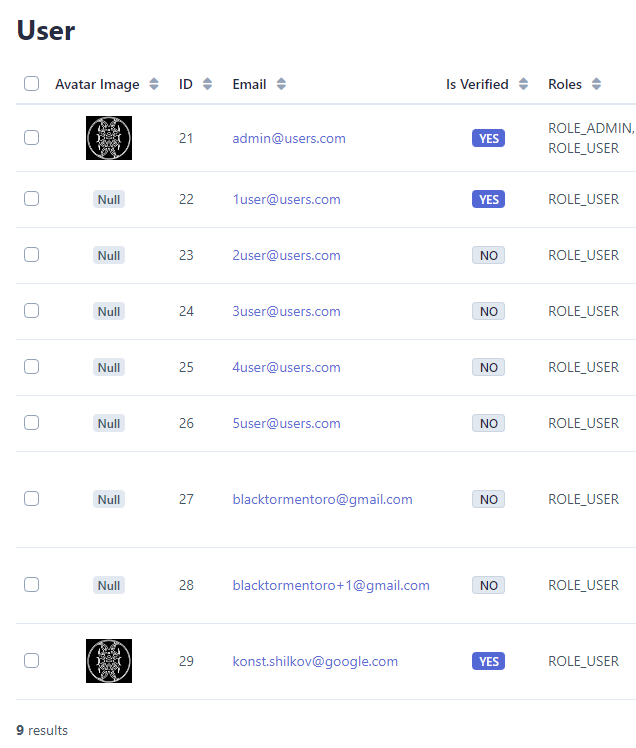 User
Avatar Image ID Email Is Verified Roles
21 admin@users.com YES ROLE_ADMIN,
ROLE_USER
Null 22 1user@users.com YES ROLE_USER
Null 23 2user@users.com NO ROLE_USER
Null 24 3user@users.com NO ROLE_USER
Null 25 4user@users.com NO ROLE_USER
Null 26 5user@users.com NO ROLE_USER
Null 27 blacktormentoro@gmail.com NO ROLE_USER
Null 28 blacktormentoro+1@gmail.com NO ROLE_USER
29 konst.shilkov@google.com YES ROLE_USER
9 results